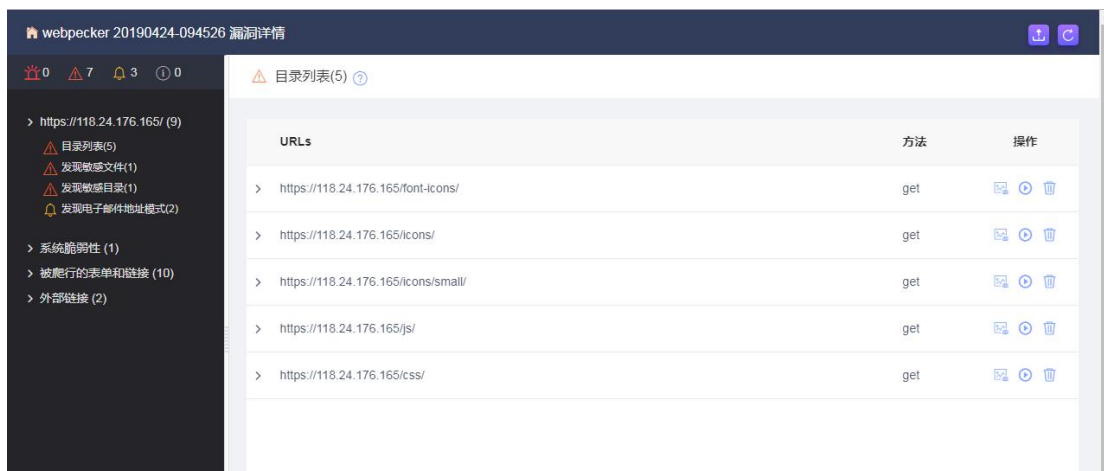 webpecker 20190424-094526 漏洞详情
0 7 3 0
https://118.24.176.165/ (9)
目录列表(5)
发现敏感文件(1)
发现敏感目录(1)
发现电子邮件地址模式(2)
系统脆弱性 (1)
被爬行的表单和链接 (10)
外部链接 (2)
目录列表(5)
URLs 方法 操作
https://118.24.176.165/font-icons/ get
https://118.24.176.165/icons/ get
https://118.24.176.165/icons/small/ get
https://118.24.176.165/js/ get
https://118.24.176.165/css/ get